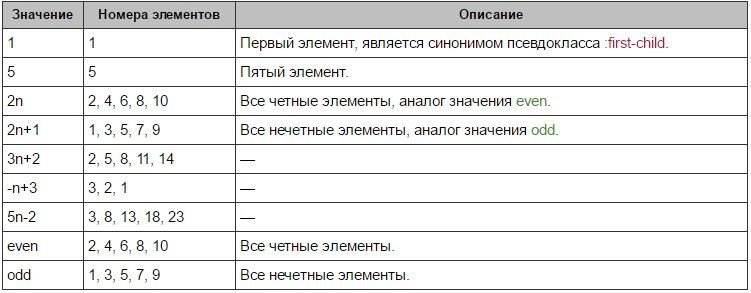 Значение Номера элементов Описание
1 1 Первый элемент, является синонимом псевдокласса :first-child.
5 5 Пятый элемент.
2n 2, 4, 6, 8, 10 Все четные элементы, аналог значения even.
2n+1 1, 3, 5, 7, 9 Все нечетные элементы, аналог значения odd.
3n+2 2, 5, 8, 11, 14 —
-n+3 3, 2, 1 —
5n-2 3, 8, 13, 18, 23 —
even 2, 4, 6, 8, 10 Все четные элементы.
odd 1, 3, 5, 7, 9 Все нечетные элементы.